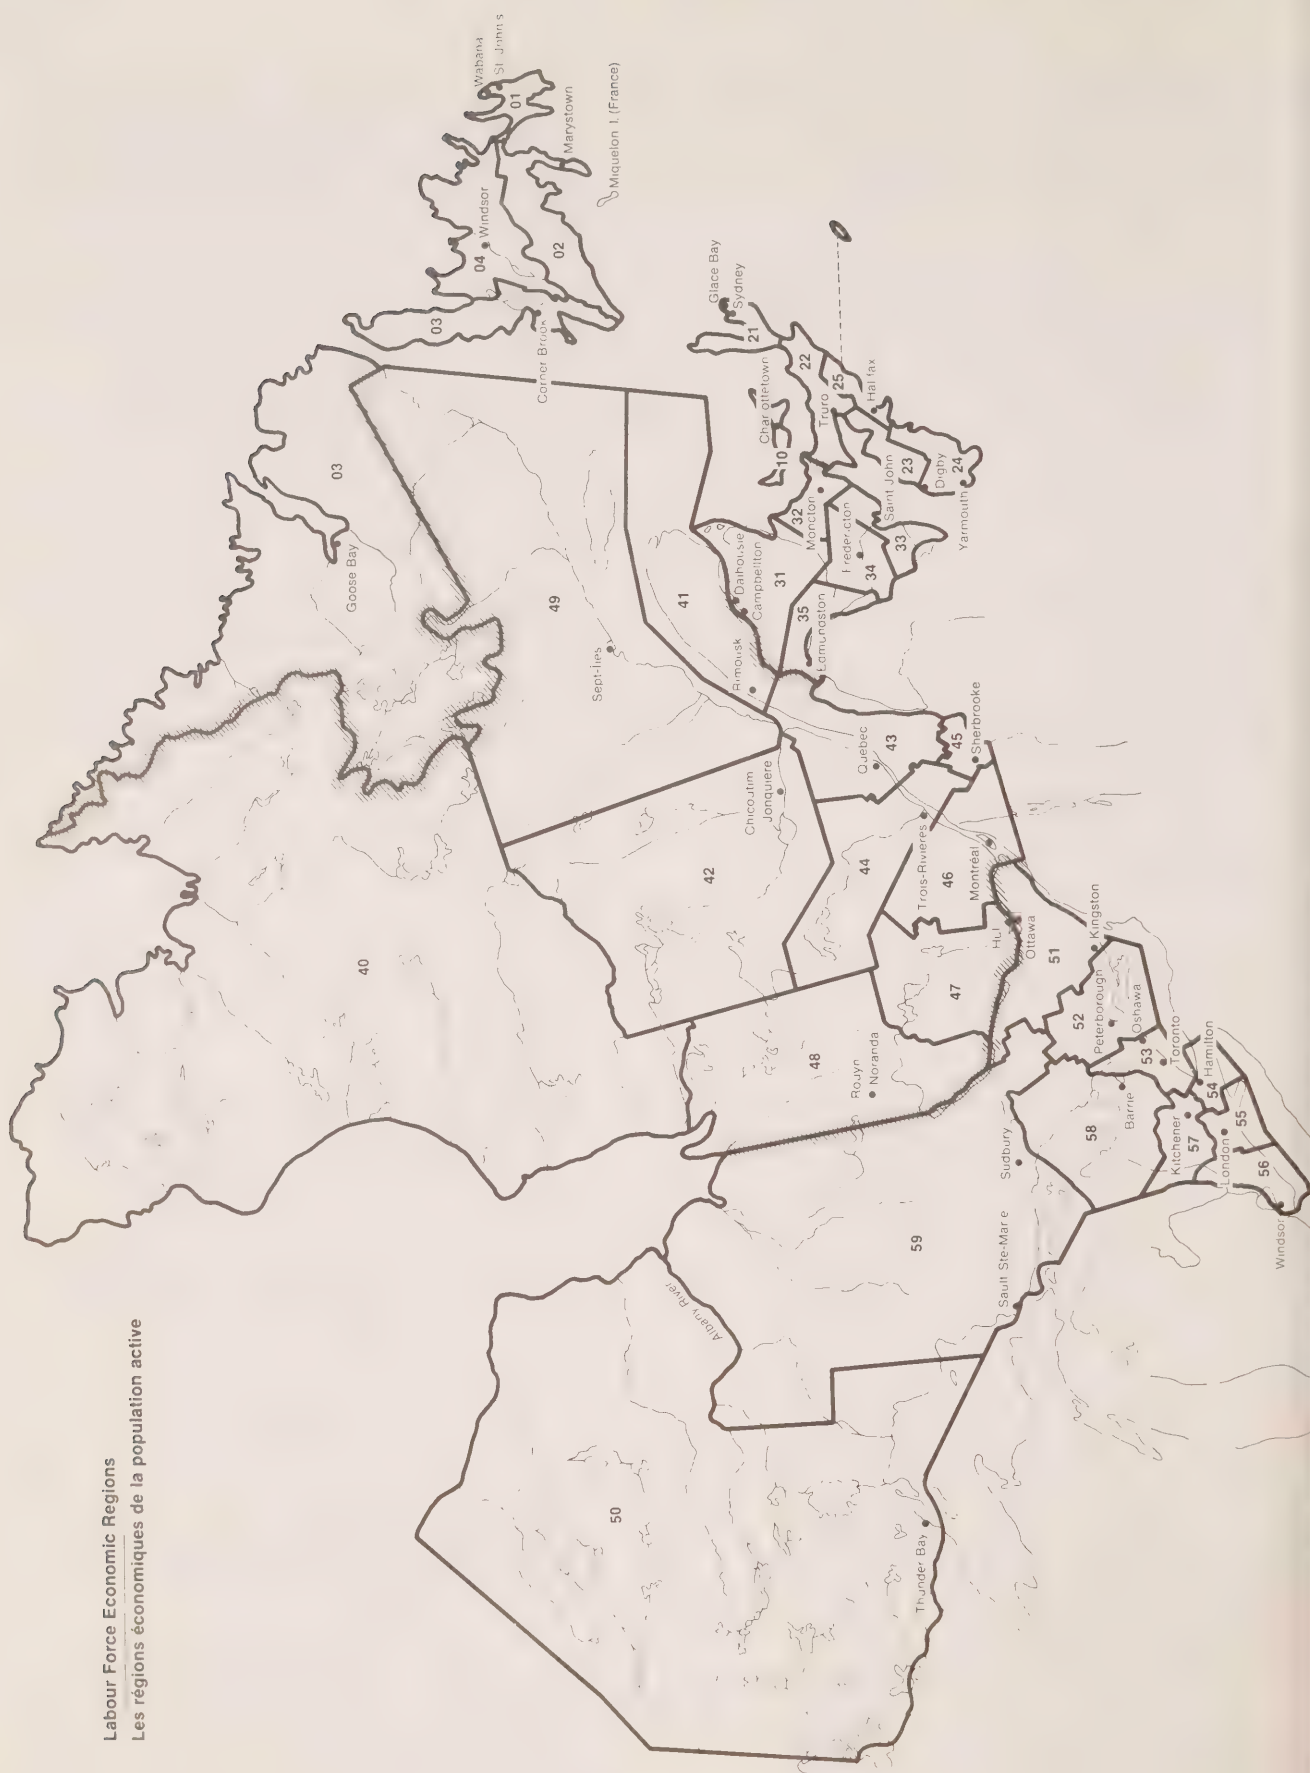 Labour Force Economic Regions
Les régions économiques de la population active
Wabana
St. John's
01
Marystown
Miquelon I. (France)
Windsor
04
02
03
Corner Brook
03
Goose Bay
Glace Bay
Sydney
21
22
25
Halifax
Truro
Charlottetown
10
23
Digby
24
Yarmouth
Saint John
33
32
Moncton
Fredericton
34
31
35
Edmundston
Dalhousie
Campbellton
41
Rimousk
49
Sept-Iles
40
42
Chicoutim
Jonquiere
Quebec
43
45
Sherbrooke
44
Trois-Rivières
46
Montréal
Hul
Ottawa
47
48
Rouyn
Noranda
51
Kingston
52
Peterborough
Oshawa
53
Toronto
Hamilton
54
55
56
57
Kitchener
London
Windsor
58
Barrie
Sudbury
59
Sault Ste-Marie
Albany River
50
Thunder Bay